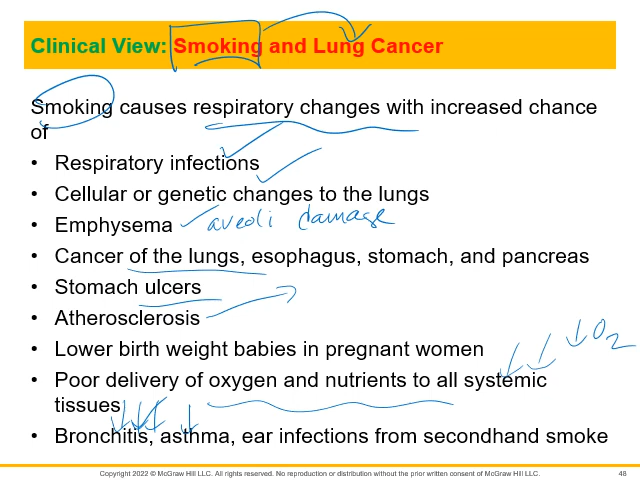 Clinical View: Smoking and Lung Cancer
Smoking causes respiratory changes with increased chance
of
• Respiratory infections
• Cellular or genetic changes to the lungs
• Emphysema aveoli damage
• Cancer of the lungs, esophagus, stomach, and pancreas
• Stomach ulcers
• Atherosclerosis
• Lower birth weight babies in pregnant women
↓ ↓ ↓O2
• Poor delivery of oxygen and nutrients to all systemic
tissues
• Bronchitis, asthma, ear infections from secondhand smoke
Copyright 2022 © McGraw Hill LLC. All rights reserved. No reproduction or distribution without the prior written consent of McGraw Hill LLC. 48